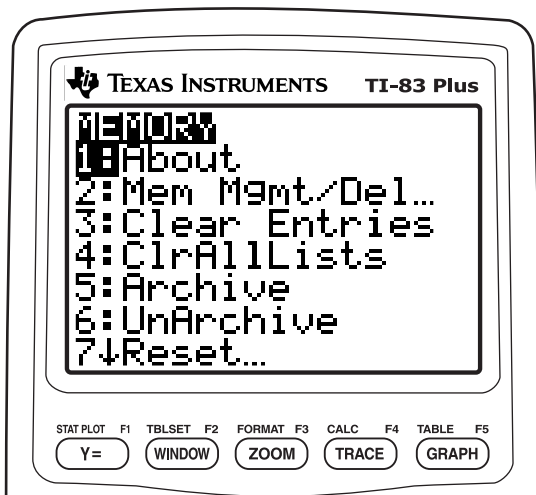 TEXAS INSTRUMENTS TI-83 Plus
MEMORY
1:About
2:Mem Mgmt/Del…
3:Clear Entries
4:ClrAllLists
5:Archive
6:UnArchive
7↓Reset…
STAT PLOT F1 TBLSET F2 FORMAT F3 CALC F4 TABLE F5
Y= WINDOW ZOOM TRACE GRAPH